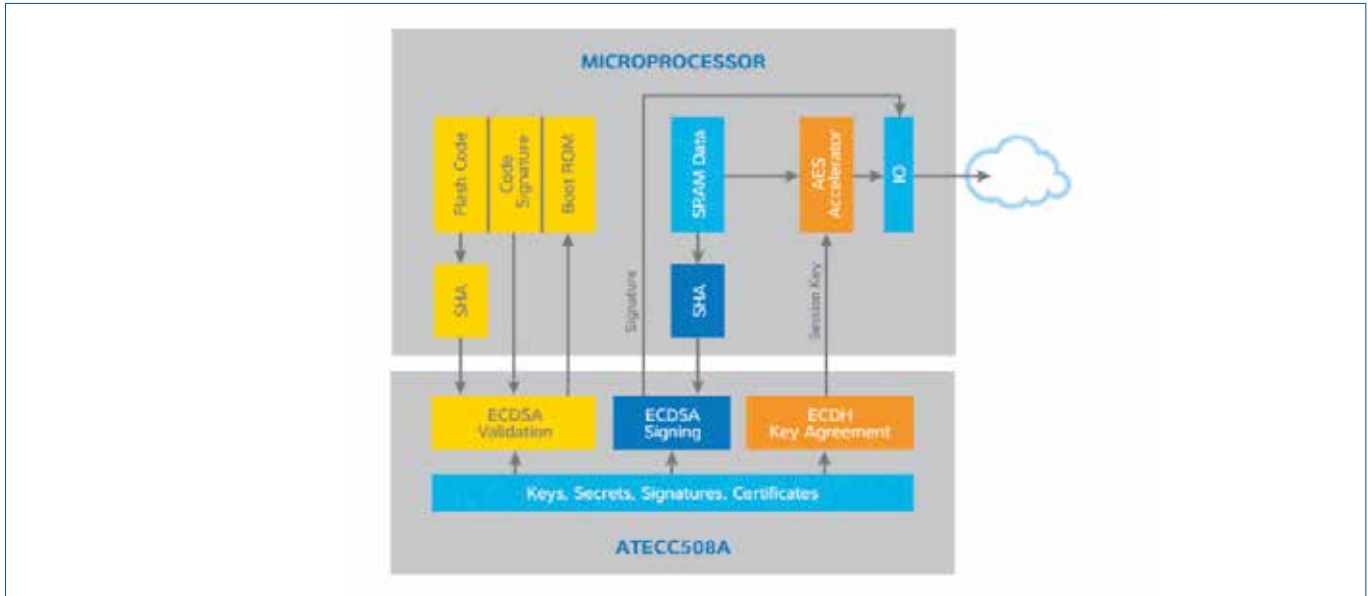 MICROPROCESSOR
Flash Code
Code
Signature
Boot ROM
SRAM Data
AES
Accelerator
IO
SHA
Signature
SHA
Session Key
ECDSA
Validation
ECDSA
Signing
ECDH
Key Agreement
Keys, Secrets, Signatures, Certificates
ATECC508A